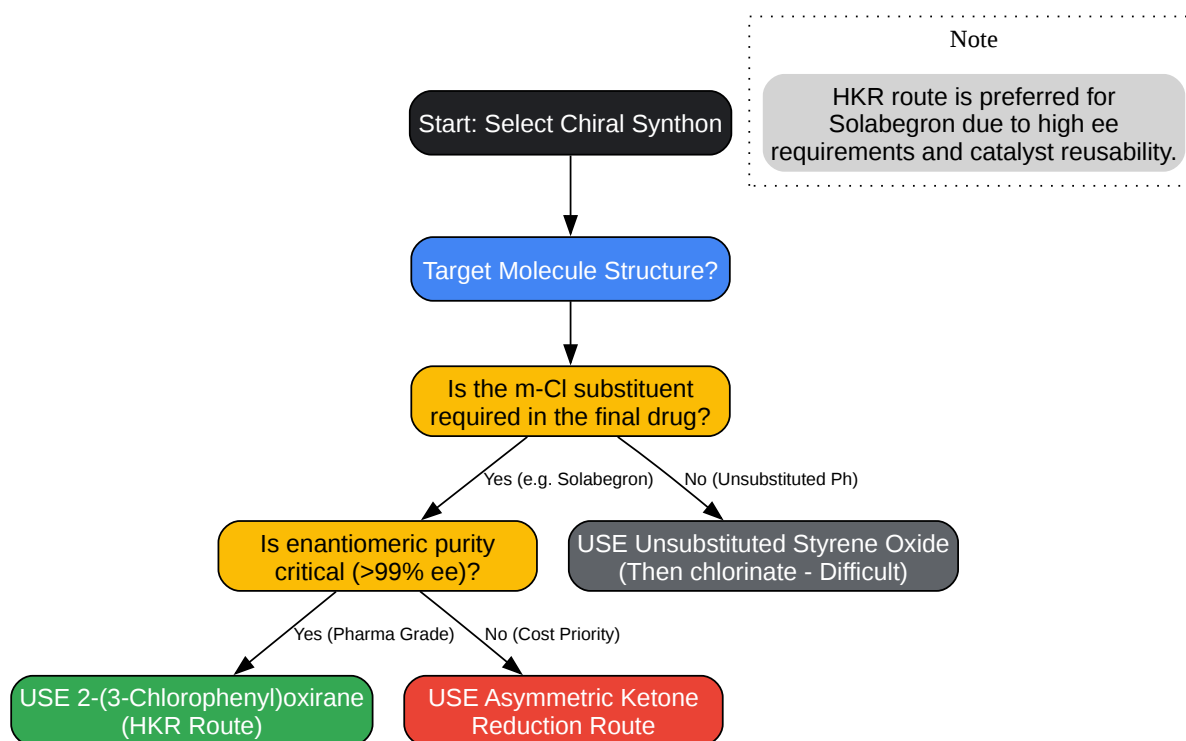 Note
HKR route is preferred for
Solabegron due to high ee
requirements and catalyst reusability.
Start: Select Chiral Synthon
Target Molecule Structure?
Is the m-Cl substituent
required in the final drug?
Yes (e.g. Solabegron)
No (Unsubstituted Ph)
Is enantiomeric purity
critical (>99% ee)?
USE Unsubstituted Styrene Oxide
(Then chlorinate - Difficult)
Yes (Pharma Grade)
No (Cost Priority)
USE 2-(3-Chlorophenyl)oxirane
(HKR Route)
USE Asymmetric Ketone
Reduction Route